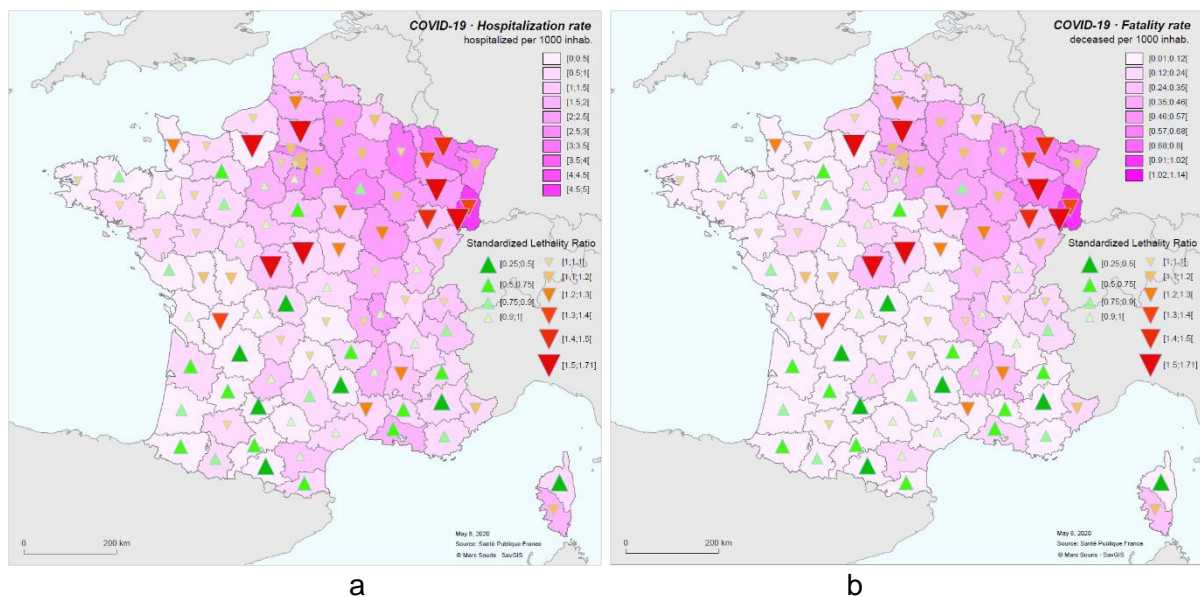 COVID-19 · Hospitalization rate
hospitalized per 1000 inhab.
[0;0.5[
[0.5;1[
[1;1.5[
[1.5;2[
[2;2.5[
[2.5;3[
[3;3.5[
[3.5;4[
[4;4.5[
[4.5;5[
Standardized Lethality Ratio
[0.25;0.5[
[0.5;0.75[
[0.75;0.9[
[0.9;1[
[1;1.1[
[1.1;1.2[
[1.2;1.3[
[1.3;1.4[
[1.4;1.5[
[1.5;1.71]
May 8, 2020
Source: Santé Publique France
© Marc Souris - SavGIS
0
200 km
a
COVID-19 · Fatality rate
deceased per 1000 inhab.
[0.01;0.12[
[0.12;0.24[
[0.24;0.35[
[0.35;0.46[
[0.46;0.57[
[0.57;0.68[
[0.68;0.8[
[0.91;1.02[
[1.02;1.14[
Standardized Lethality Ratio
[0.25;0.5[
[0.5;0.75[
[0.75;0.9[
[0.9;1[
[1;1.1[
[1.1;1.2[
[1.2;1.3[
[1.3;1.4[
[1.4;1.5[
[1.5;1.71]
May 8, 2020
Source: Santé Publique France
© Marc Souris - SavGIS
0
200 km
b